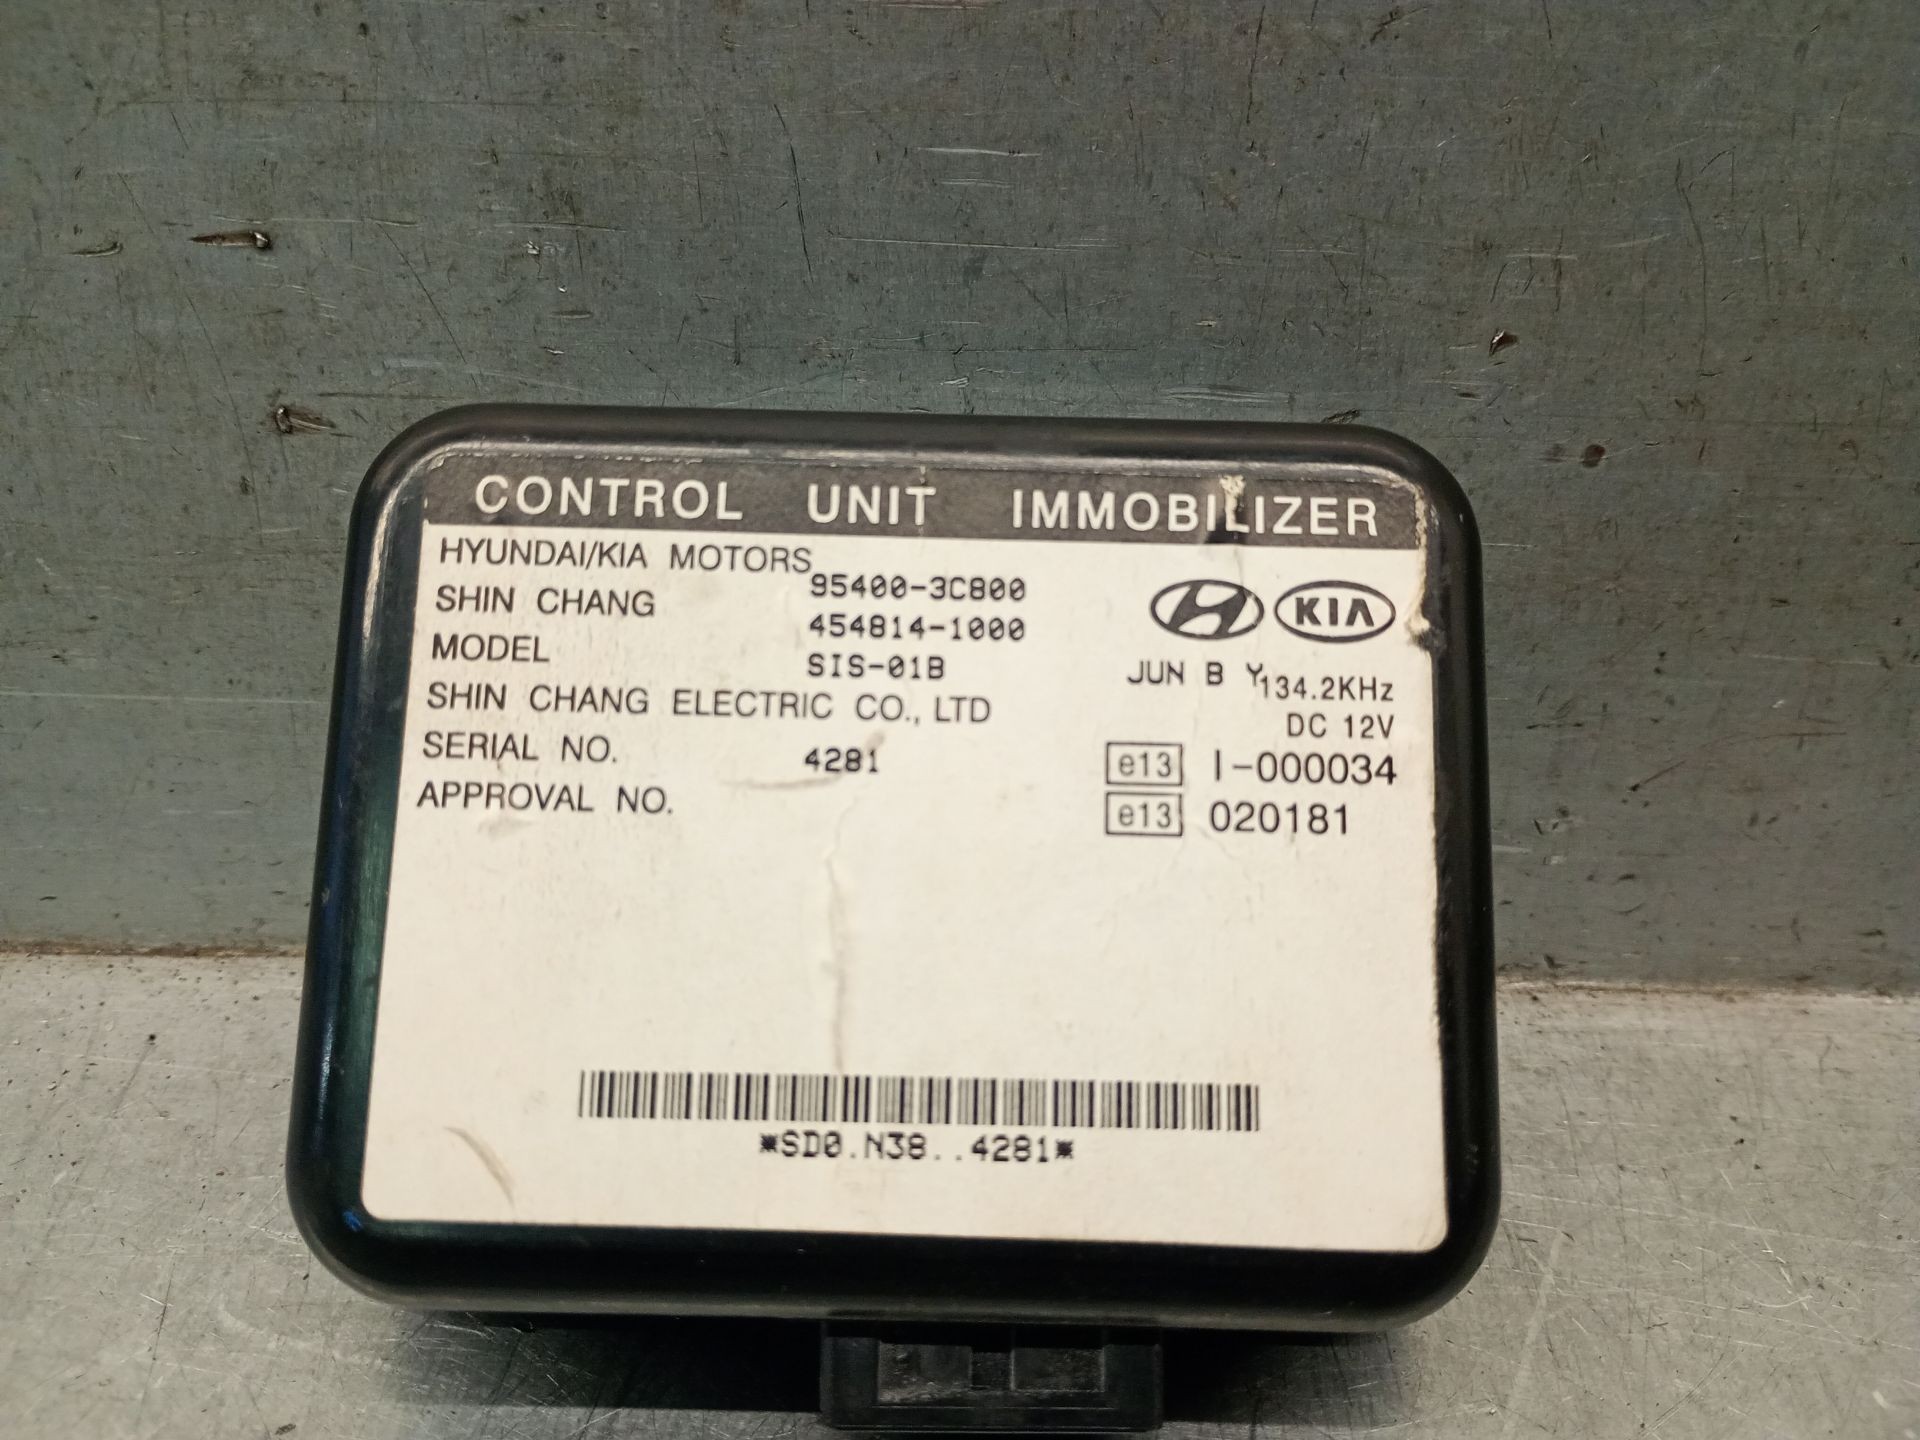 CONTROL UNIT IMMOBILIZER
HYUNDAI/KIA MOTORS 95400-3C800
SHIN CHANG 454814-1000
KIA
MODEL SIS-01B
JUN B Y 134.2KHz
SHIN CHANG ELECTRIC CO., LTD
DC 12V
SERIAL NO. 4281
e13 I-000034
APPROVAL NO.
e13 020181
*SD0.N38..4281*